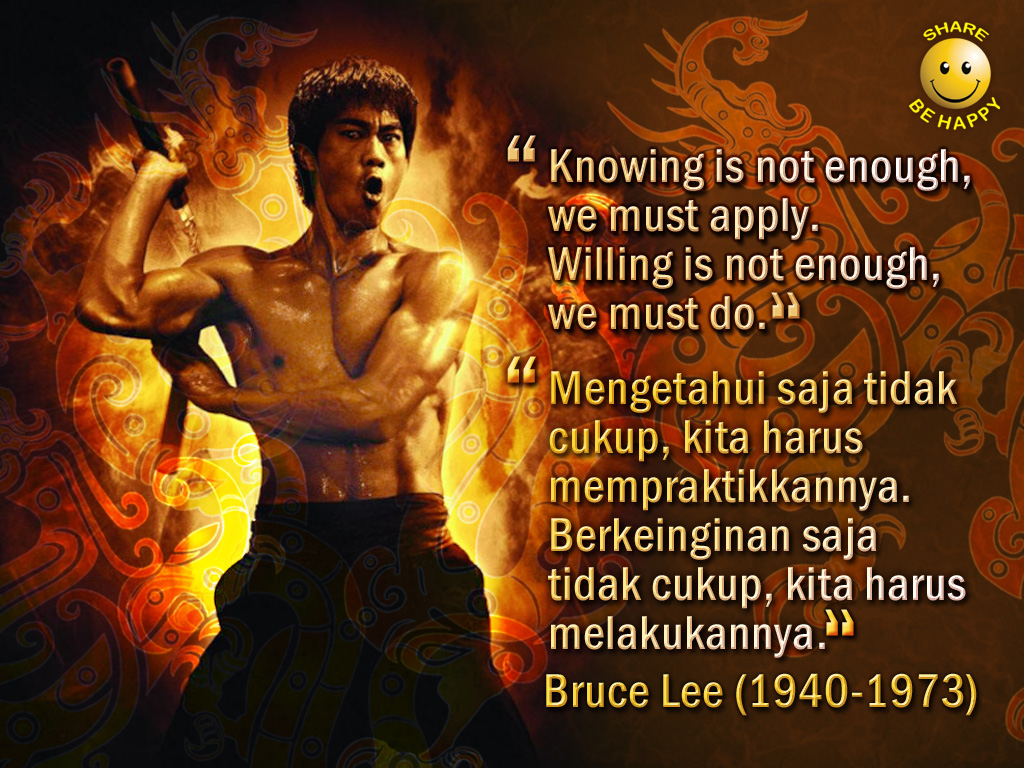 SHARE
BE HAPPY
“Knowing is not enough,
we must apply.
Willing is not enough,
we must do.”
“Mengetahui saja tidak
cukup, kita harus
mempraktikkannya.
Berkeinginan saja
tidak cukup, kita harus
melakukannya.”
Bruce Lee (1940-1973)